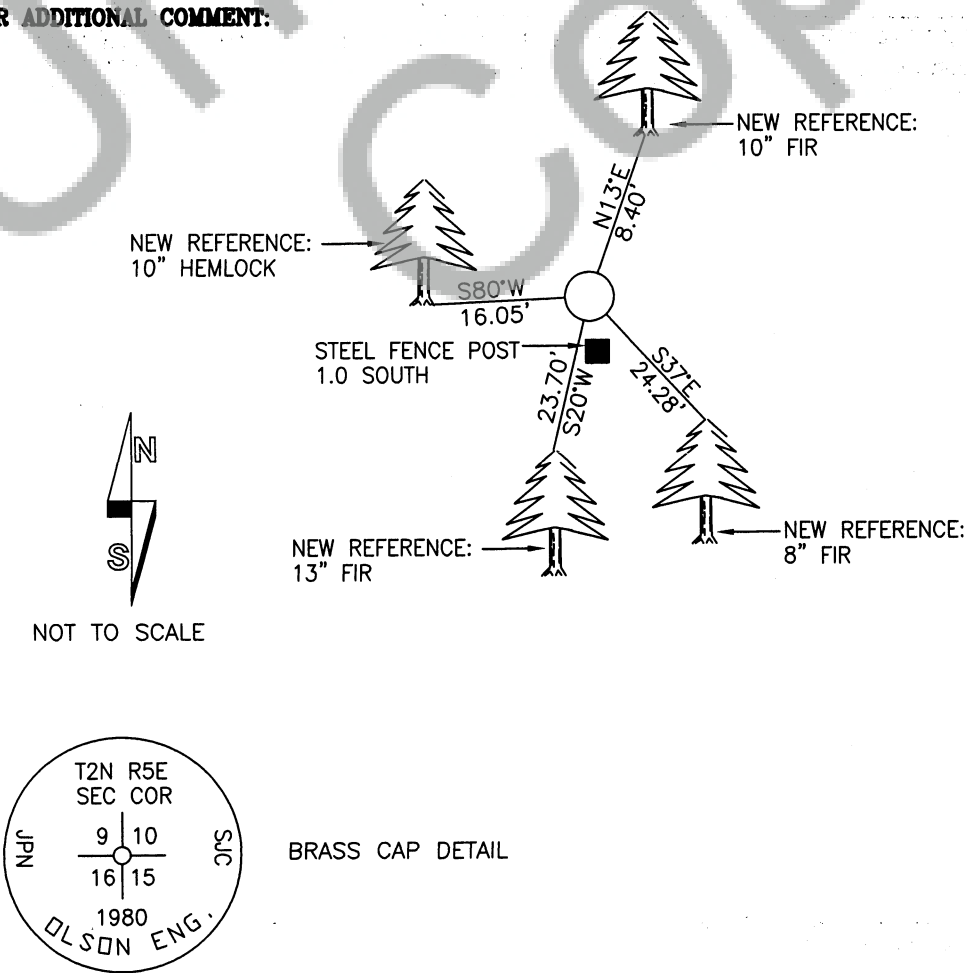 R ADDITIONAL COMMENT:
NEW REFERENCE:
10" FIR
N13°E
8.40'
NEW REFERENCE:
10" HEMLOCK
S80°W
16.05'
STEEL FENCE POST
1.0 SOUTH
23.70'
S20°W
S37°E
24.28'
N
S
NEW REFERENCE:
13" FIR
NEW REFERENCE:
8" FIR
NOT TO SCALE
T2N R5E
SEC COR
JPN
9 10
16 15
SJC
1980
OLSON ENG.
BRASS CAP DETAIL